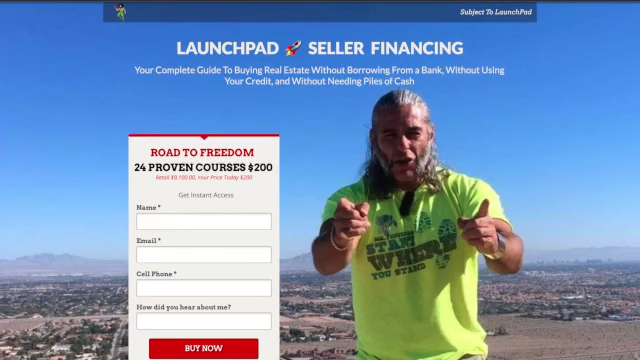 Subject To LaunchPad
LAUNCHPAD 🚀 SELLER FINANCING
Your Complete Guide To Buying Real Estate Without Borrowing From a Bank, Without Using
Your Credit, and Without Needing Piles of Cash
ROAD TO FREEDOM
24 PROVEN COURSES $200
Retail $9,100.00, Your Price Today $200
Get Instant Access
Name *
Email *
Cell Phone *
How did you hear about me?
BUY NOW
START
WHERE
YOU STAND